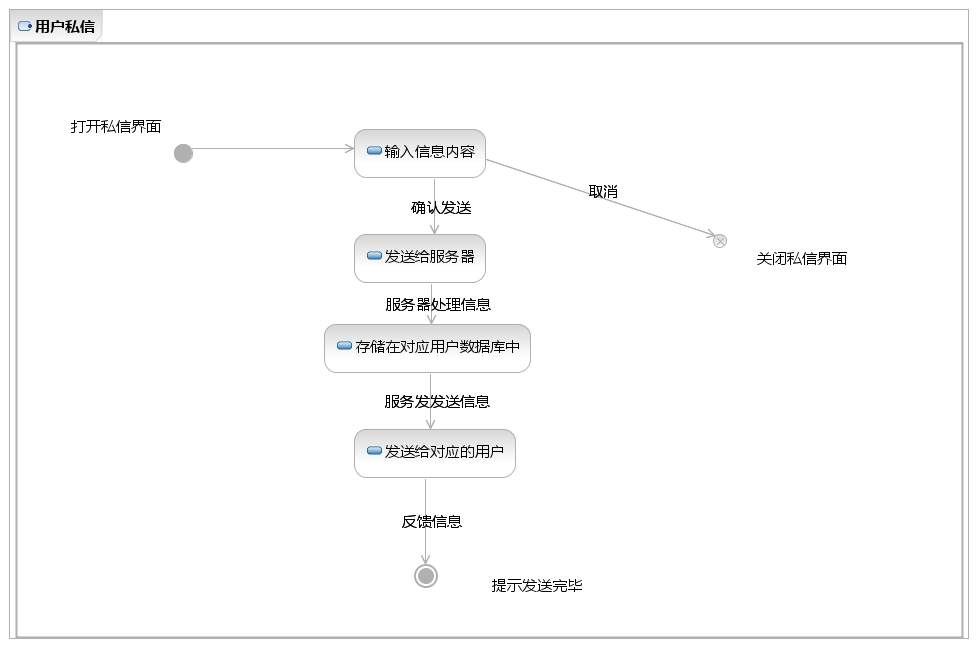 用户私信
打开私信界面
输入信息内容
取消
确认发送
关闭私信界面
发送给服务器
服务器处理信息
存储在对应用户数据库中
服务发发送信息
发送给对应的用户
反馈信息
提示发送完毕